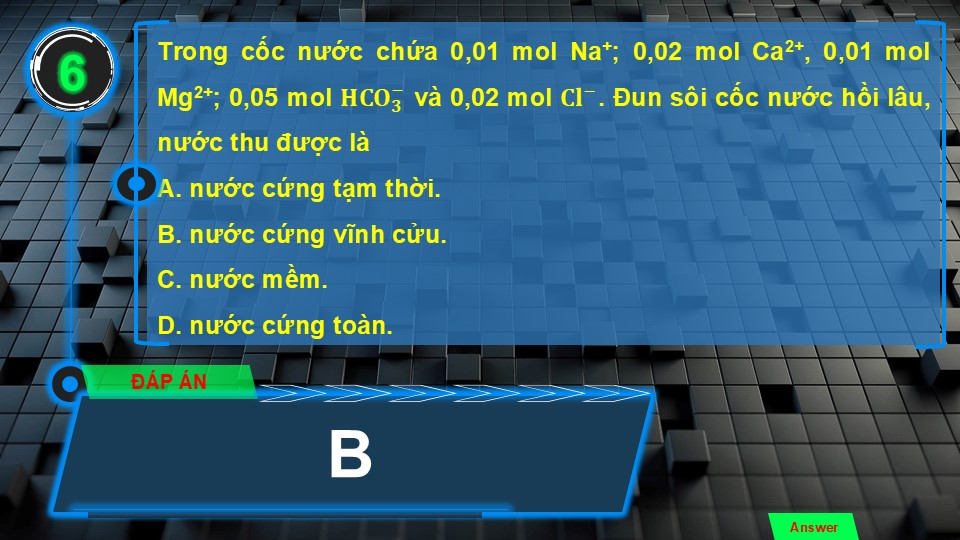 6
Trong cốc nước chứa 0,01 mol Na⁺; 0,02 mol Ca²⁺, 0,01 mol
Mg²⁺; 0,05 mol HCO₃⁻ và 0,02 mol Cl⁻. Đun sôi cốc nước hồi lâu,
nước thu được là
A. nước cứng tạm thời.
B. nước cứng vĩnh cửu.
C. nước mềm.
D. nước cứng toàn.
ĐÁP ÁN
B
Answer